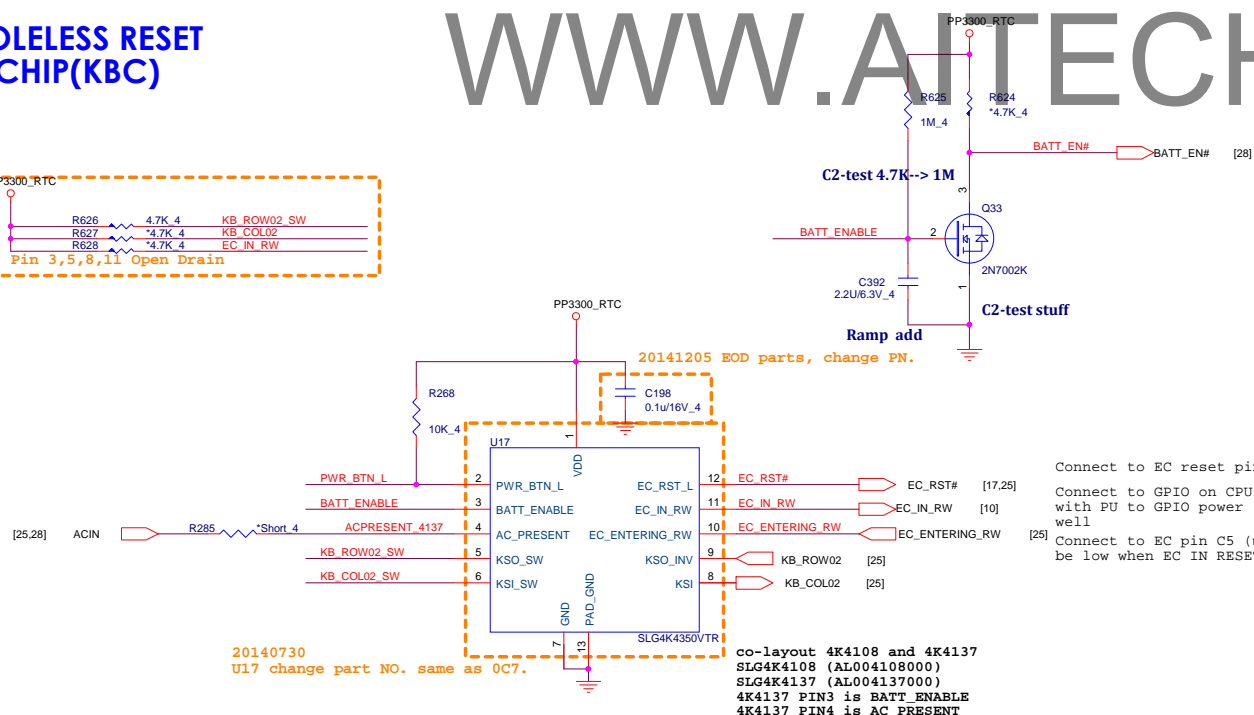 OLELESS RESET
CHIP(KBC)
WWW.AITECH
PP3300_RTC
R625
1M_4
R624
*4.7K_4
BATT_EN#
BATT_EN# [28]
C2-test 4.7K--> 1M
3
Q33
BATT_ENABLE
2
2N7002K
C392
2.2U/6.3V_4
1
C2-test stuff
Ramp add
P3300_RTC
R626 4.7K_4 KB_ROW02_SW
R627 *4.7K_4 KB_COL02
R628 *4.7K_4 EC_IN_RW
Pin 3,5,8,11 Open Drain
PP3300_RTC
20141205 EOD parts, change PN.
R268
10K_4
C198
0.1u/16V_4
U17
1
VDD
PWR_BTN_L 2 PWR_BTN_L
BATT_ENABLE 3 BATT_ENABLE
[25,28] ACIN R285 *Short_4 ACPRESENT_4137 4 AC_PRESENT
KB_ROW02_SW 5 KSO_SW
KB_COL02_SW 6 KSI_SW
EC_RST_L 12 EC_RST# EC_RST# [17,25]
EC_IN_RW 11 EC_IN_RW EC_IN_RW [10]
EC_ENTERING_RW 10 EC_ENTERING_RW EC_ENTERING_RW [25]
KSO_INV 9 KB_ROW02 [25]
KSI 8 KB_COL02 [25]
GND
PAD_GND
7
13
SLG4K4350VTR
Connect to EC reset pin
Connect to GPIO on CPU
with PU to GPIO power
well
Connect to EC pin C5 (
be low when EC IN RESET
20140730
U17 change part NO. same as 0C7.
co-layout 4K4108 and 4K4137
SLG4K4108 (AL004108000)
SLG4K4137 (AL004137000)
4K4137 PIN3 is BATT_ENABLE
4K4137 PIN4 is AC PRESENT